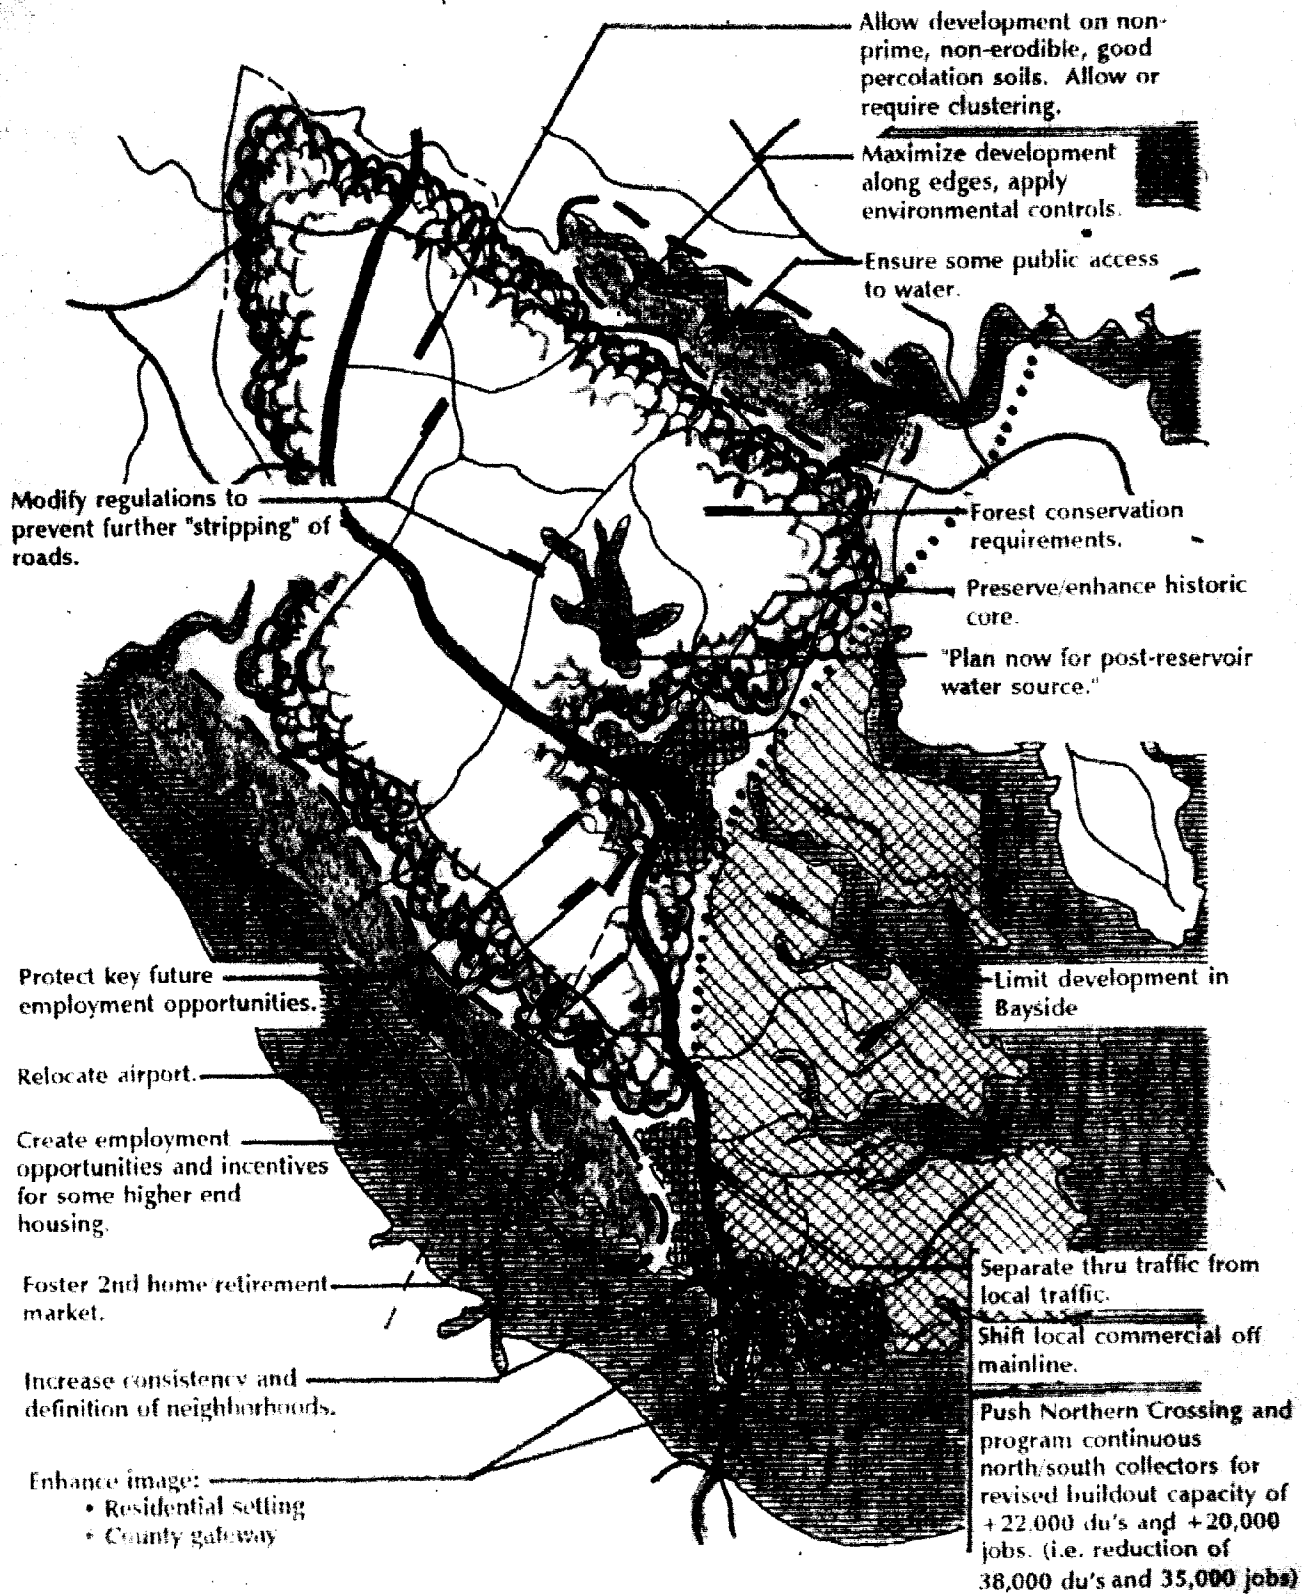 Allow development on non-
prime, non-erodible, good
percolation soils. Allow or
require clustering.
Maximize development
along edges, apply
environmental controls.
Ensure some public access
to water.
Modify regulations to
prevent further "stripping" of
roads.
Forest conservation
requirements.
Preserve/enhance historic
core.
"Plan now for post-reservoir
water source."
Protect key future
employment opportunities.
Limit development in
Bayside
Relocate airport.
Create employment
opportunities and incentives
for some higher end
housing.
Foster 2nd home retirement
market.
Separate thru traffic from
local traffic.
Shift local commercial off
mainline.
Increase consistency and
definition of neighborhoods.
Enhance image:
• Residential setting
• County gateway
Push Northern Crossing and
program continuous
north/south collectors for
revised buildout capacity of
+22,000 du's and +20,000
jobs. (i.e. reduction of
38,000 du's and 35,000 jobs)